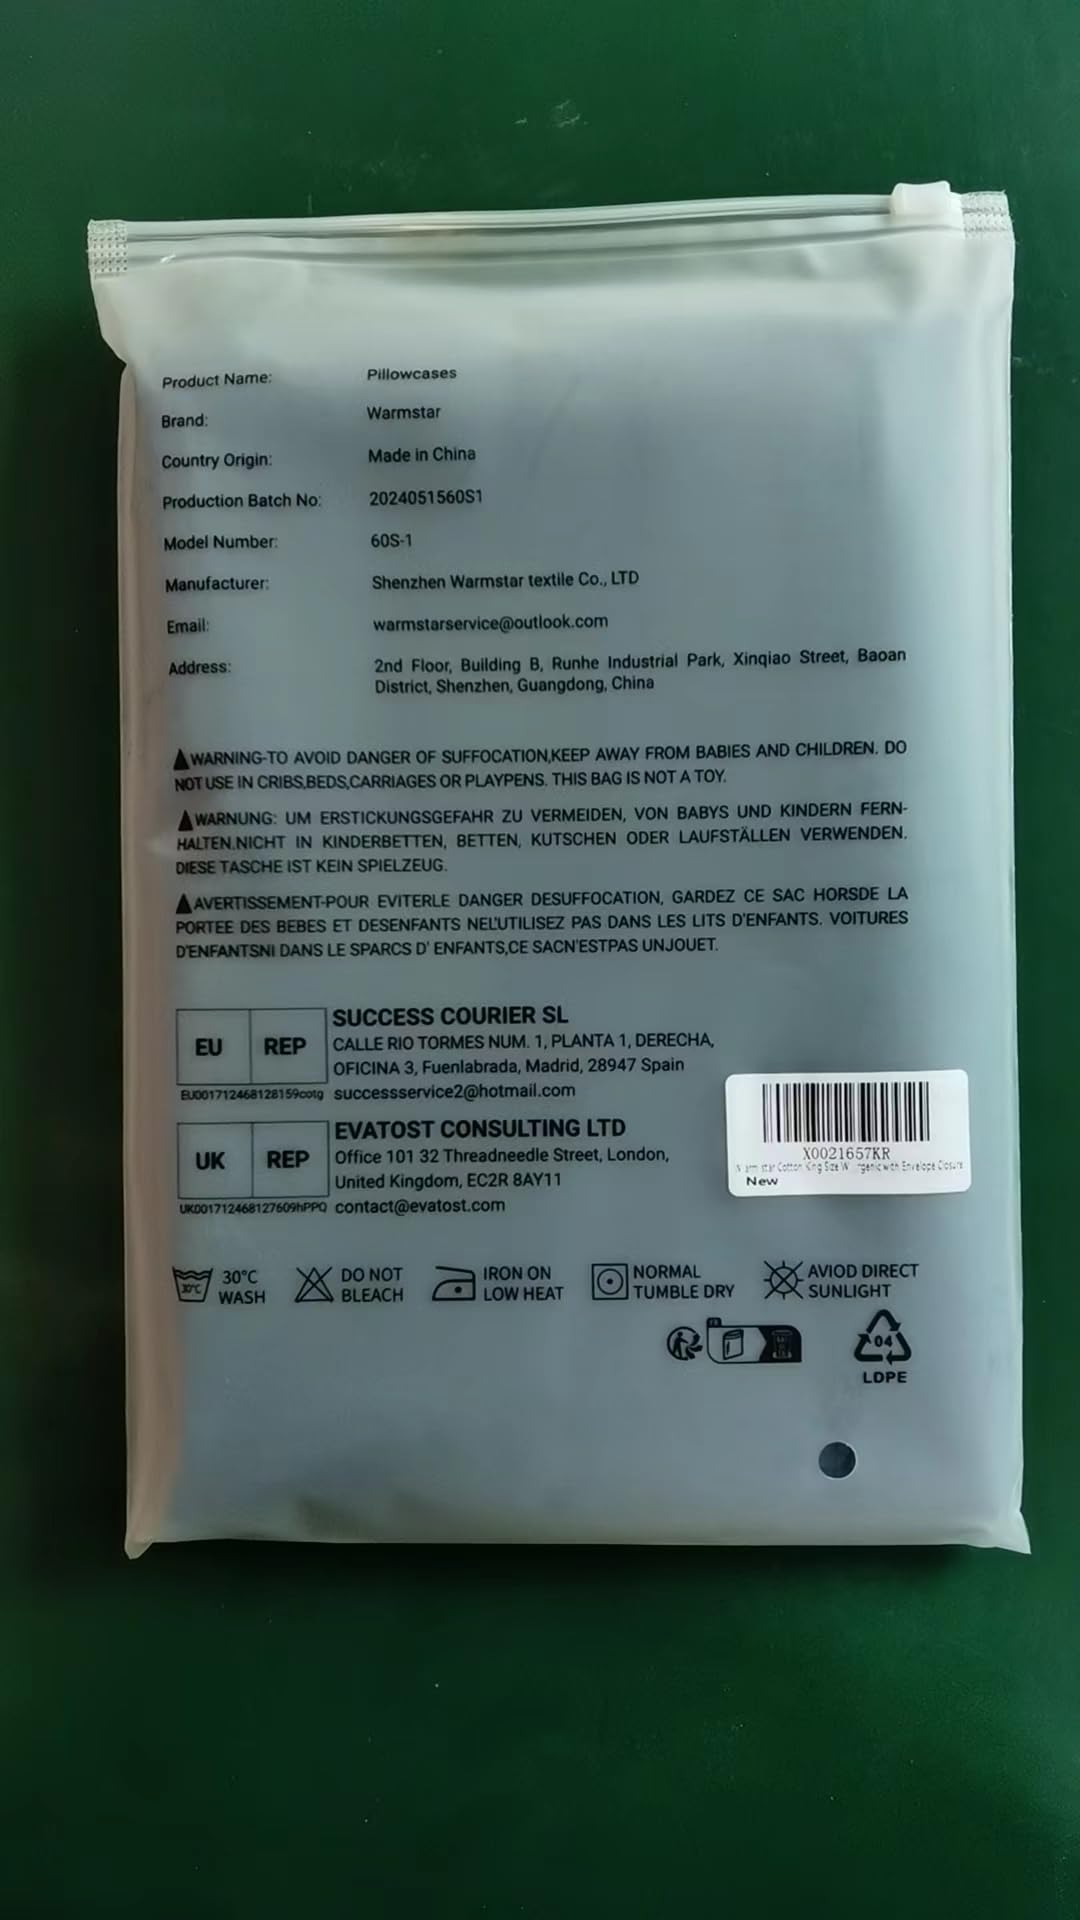 Product Name: Pillowcases
Brand: Warmstar
Country Origin: Made in China
Production Batch No: 2024051560S1
Model Number: 60S-1
Manufacturer: Shenzhen Warmstar textile Co., LTD
Email: warmstarservice@outlook.com
Address: 2nd Floor, Building B, Runhe Industrial Park, Xinqiao Street, Baoan
District, Shenzhen, Guangdong, China
WARNING-TO AVOID DANGER OF SUFFOCATION,KEEP AWAY FROM BABIES AND CHILDREN. DO
NOT USE IN CRIBS,BEDS,CARRIAGES OR PLAYPENS. THIS BAG IS NOT A TOY.
WARNUNG: UM ERSTICKUNGSGEFAHR ZU VERMEIDEN, VON BABYS UND KINDERN FERN-
HALTEN.NICHT IN KINDERBETTEN, BETTEN, KUTSCHEN ODER LAUFSTÄLLEN VERWENDEN.
DIESE TASCHE IST KEIN SPIELZEUG.
AVERTISSEMENT-POUR EVITERLE DANGER DESUFFOCATION, GARDEZ CE SAC HORSDE LA
PORTEE DES BEBES ET DESENFANTS NEL'UTILISEZ PAS DANS LES LITS D'ENFANTS. VOITURES
D'ENFANTSNI DANS LE SPARCS D' ENFANTS,CE SACN'ESTPAS UNJOUET.
EU REP
EU001712468128159cotg
SUCCESS COURIER SL
CALLE RIO TORMES NUM. 1, PLANTA 1, DERECHA,
OFICINA 3, Fuenlabrada, Madrid, 28947 Spain
successservice2@hotmail.com
UK REP
UK001712468127609hPPQ
EVATOST CONSULTING LTD
Office 101 32 Threadneedle Street, London,
United Kingdom, EC2R 8AY11
contact@evatost.com
X0021657KR
Cotton King Size with Envelope Closure
New
30°C
30°C
WASH
DO NOT
BLEACH
IRON ON
LOW HEAT
NORMAL
TUMBLE DRY
AVIOD DIRECT
SUNLIGHT
FR
04
LDPE